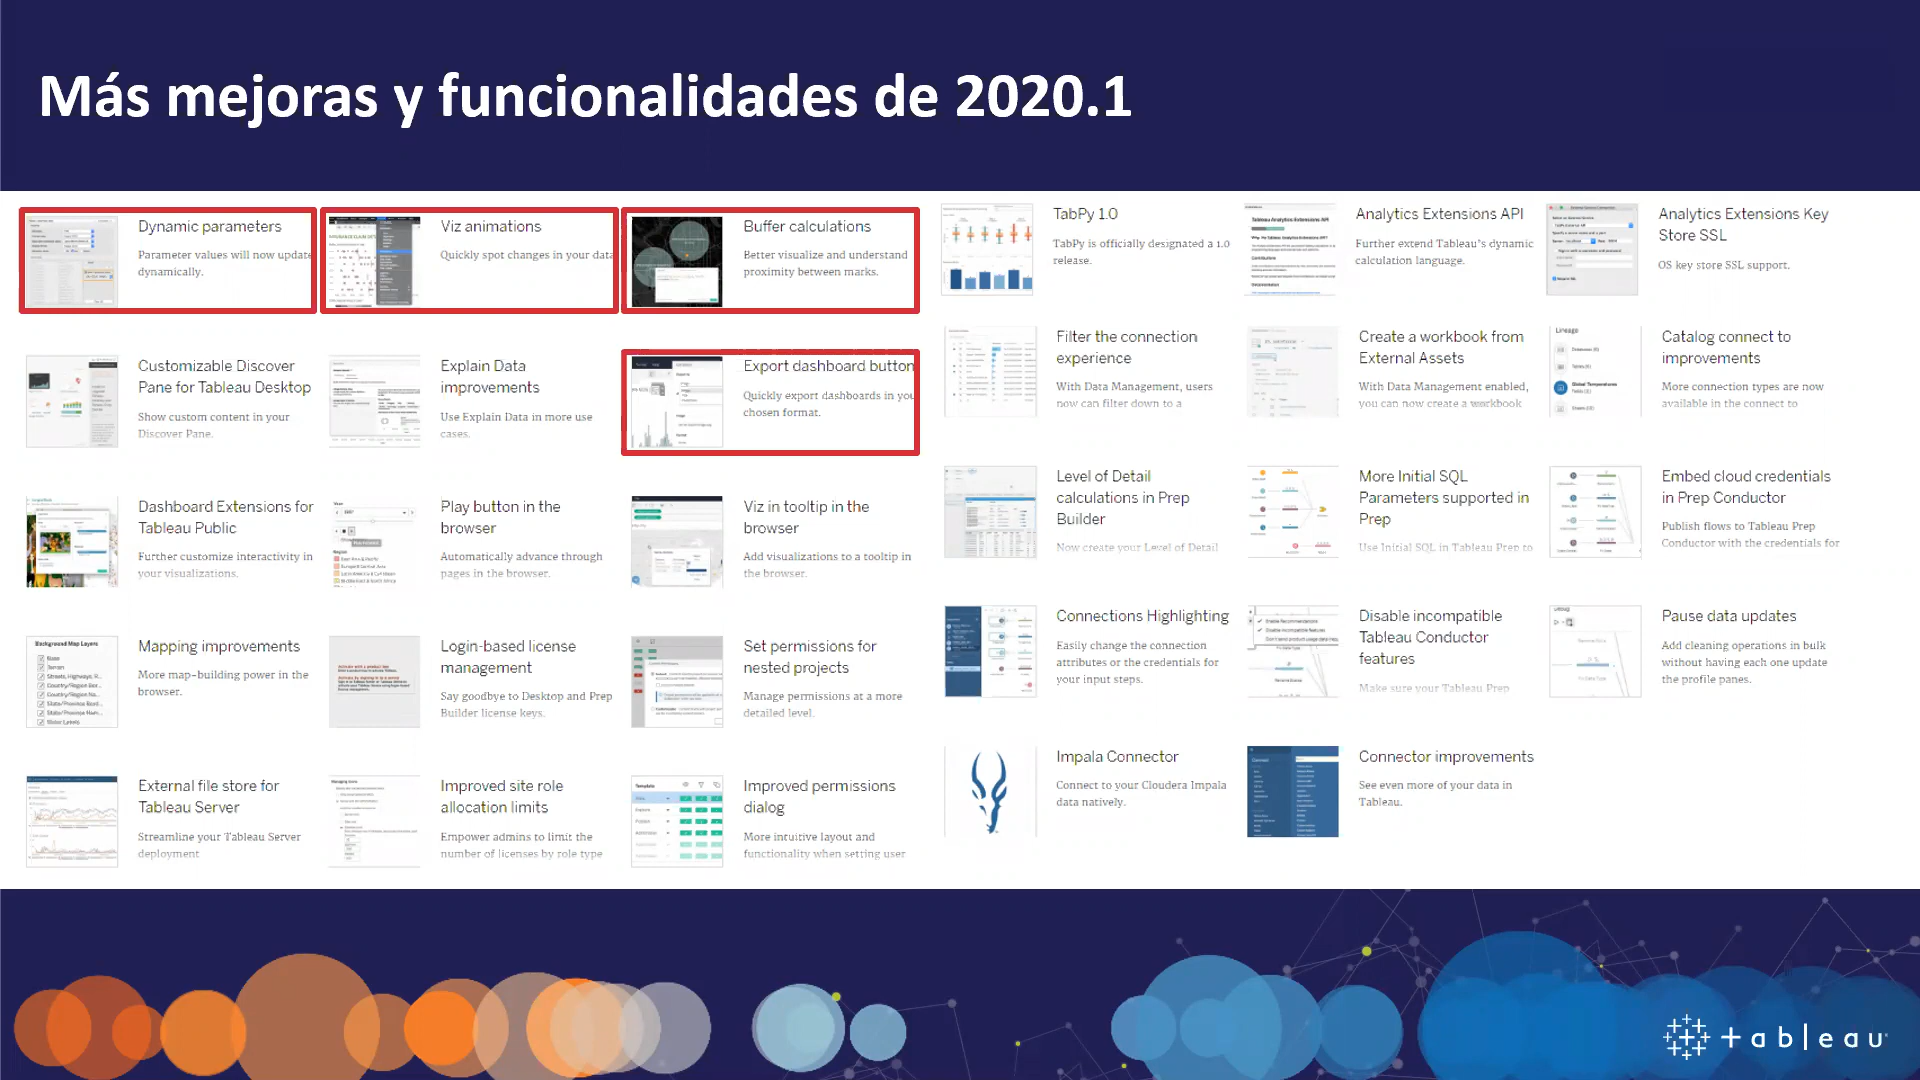 Más mejoras y funcionalidades de 2020.1
Dynamic parameters
Parameter values will now update
dynamically.
Viz animations
Quickly spot changes in your data
Buffer calculations
Better visualize and understand
proximity between marks.
Customizable Discover
Pane for Tableau Desktop
Show custom content in your
Discover Pane.
Explain Data
improvements
Use Explain Data in more use
cases.
Export dashboard button
Quickly export dashboards in you
chosen format.
Dashboard Extensions for
Tableau Public
Further customize interactivity in
your visualizations.
Play button in the
browser
Automatically advance through
pages in the browser.
Viz in tooltip in the
browser
Add visualizations to a tooltip in
the browser.
Background Map Layers
Mapping improvements
More map-building power in the
browser.
Login-based license
management
Say goodbye to Desktop and Prep
Builder license keys.
Set permissions for
nested projects
Manage permissions at a more
detailed level.
External file store for
Tableau Server
Streamline your Tableau Server
deployment
Improved site role
allocation limits
Empower admins to limit the
number of licenses by role type
Template
Improved permissions
dialog
More intuitive layout and
functionality when setting user
TabPy 1.0
TabPy is officially designated a 1.0
release.
Tableau Analytics Extensions API
Analytics Extensions API
Further extend Tableau's dynamic
calculation language.
Analytics Extensions Key
Store SSL
OS key store SSL support.
Filter the connection
experience
With Data Management, users
now can filter down to a
Create a workbook from
External Assets
With Data Management enabled,
you can now create a workbook
Lineage
Catalog connect to
improvements
More connection types are now
available in the connect to
Level of Detail
calculations in Prep
Builder
Now create your Level of Detail
More Initial SQL
Parameters supported in
Prep
Use Initial SQL in Tableau Prep to
Embed cloud credentials
in Prep Conductor
Publish flows to Tableau Prep
Conductor with the credentials for
Connections Highlighting
Easily change the connection
attributes or the credentials for
your input steps.
Disable incompatible
Tableau Conductor
features
Make sure your Tableau Prep
Pause data updates
Add cleaning operations in bulk
without having each one update
the profile panes.
Impala Connector
Connect to your Cloudera Impala
data natively.
Connector improvements
See even more of your data in
Tableau.
tableau